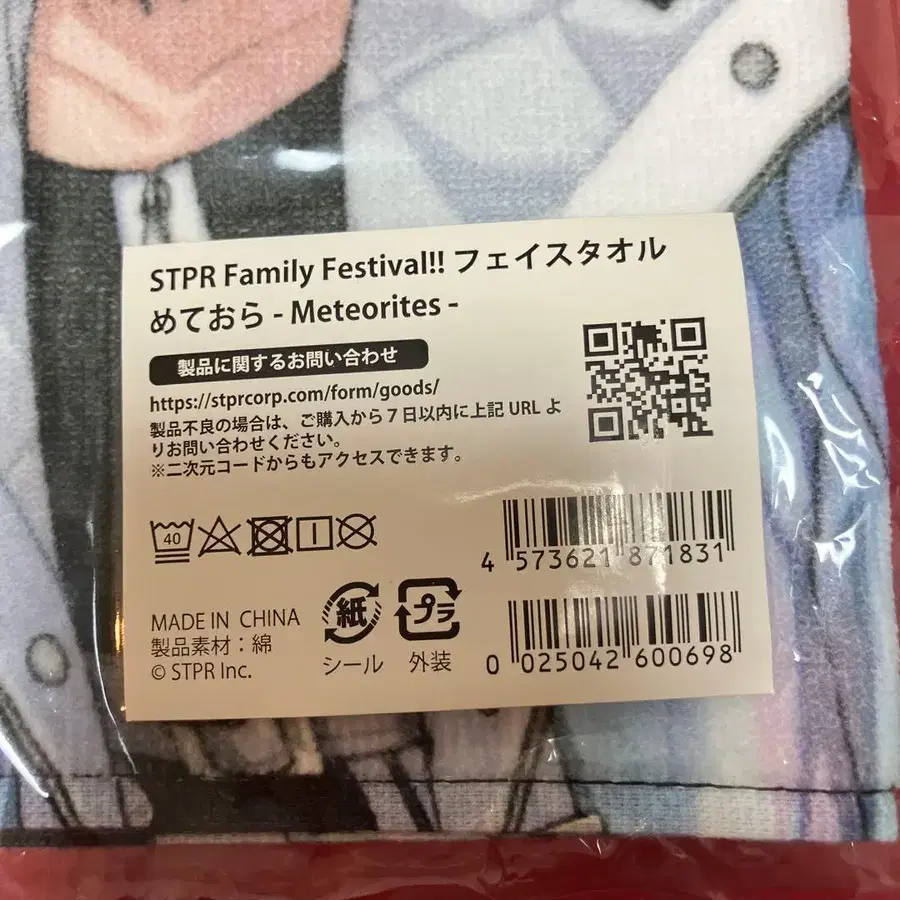 STPR Family Festival!! フェイスタオル
めておら - Meteorites -
製品に関するお問い合わせ
https://stprcorp.com/form/goods/
製品不良の場合は、ご購入から7日以内に上記 URL よ
りお問い合わせください。
※二次元コードからもアクセスできます。
40
4 573621 871831
MADE IN CHINA
製品素材：綿
© STPR Inc.
紙
シール
プラ
外装
0 025042 600698